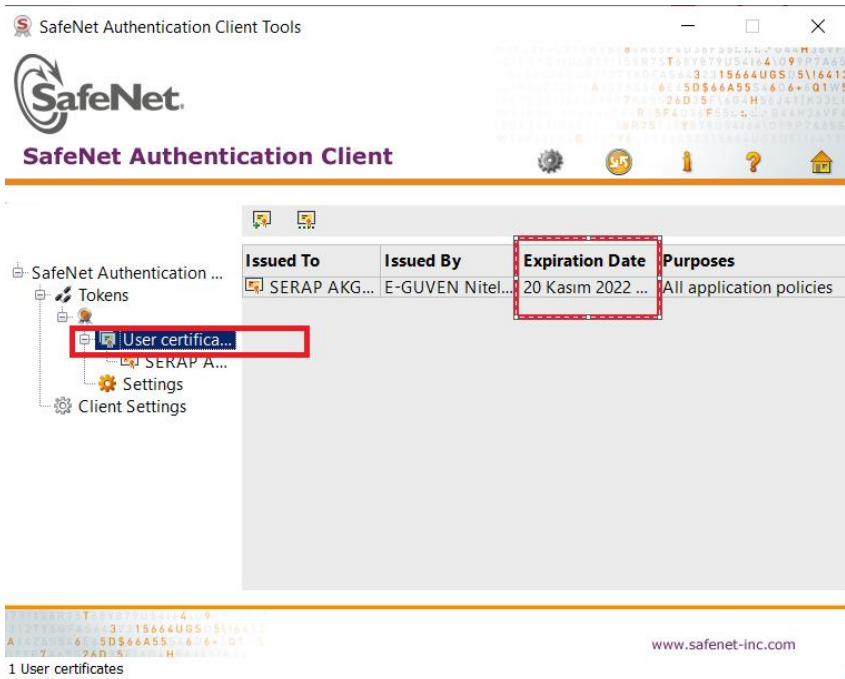 SafeNet Authentication Client Tools
SafeNet.
SafeNet Authentication Client
Issued To Issued By Expiration Date Purposes
SERAP AKG... E-GUVEN Nitel... 20 Kasım 2022 ... All application policies
SafeNet Authentication ...
Tokens
User certifica...
SERAP A...
Settings
Client Settings
www.safenet-inc.com
1 User certificates